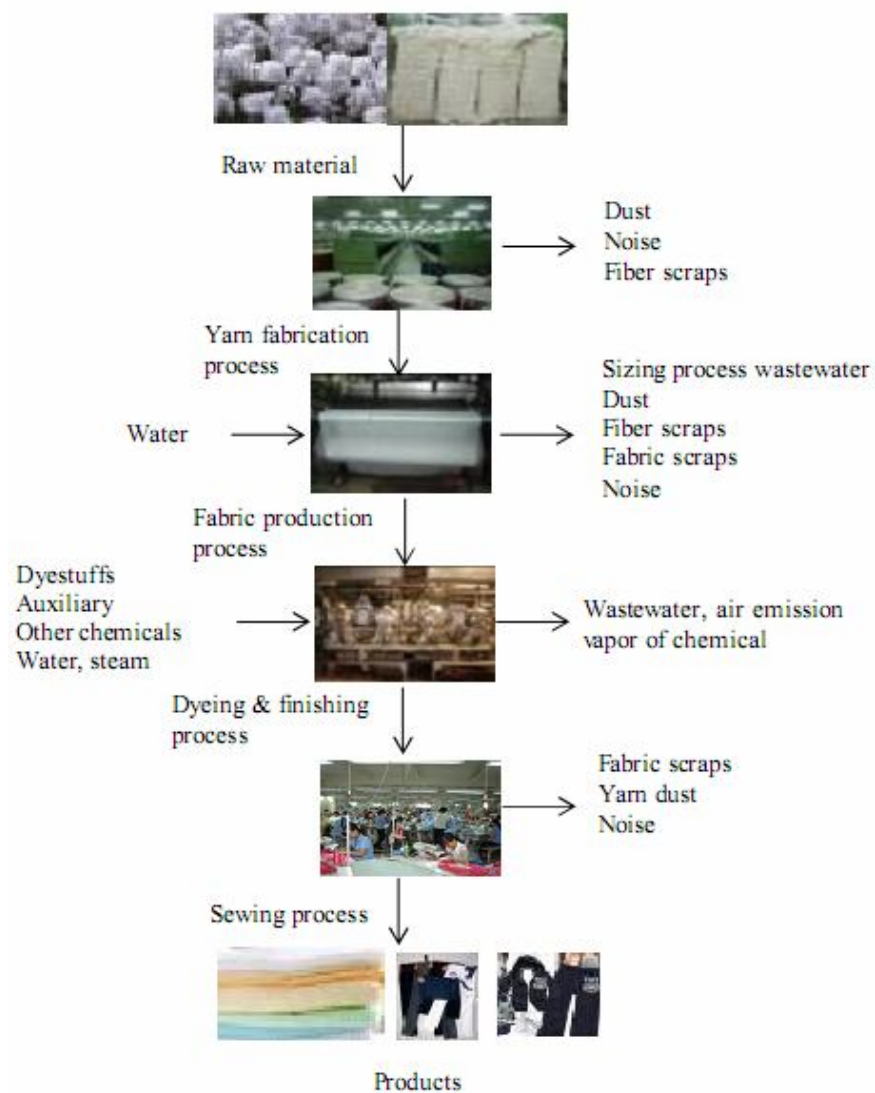 Raw material
Dust
Noise
Fiber scraps
Yarn fabrication
process
Sizing process wastewater
Dust
Fiber scraps
Fabric scraps
Noise
Water
Fabric production
process
Dyestuffs
Auxiliary
Other chemicals
Water, steam
Wastewater, air emission
vapor of chemical
Dyeing & finishing
process
Fabric scraps
Yarn dust
Noise
Sewing process
Products